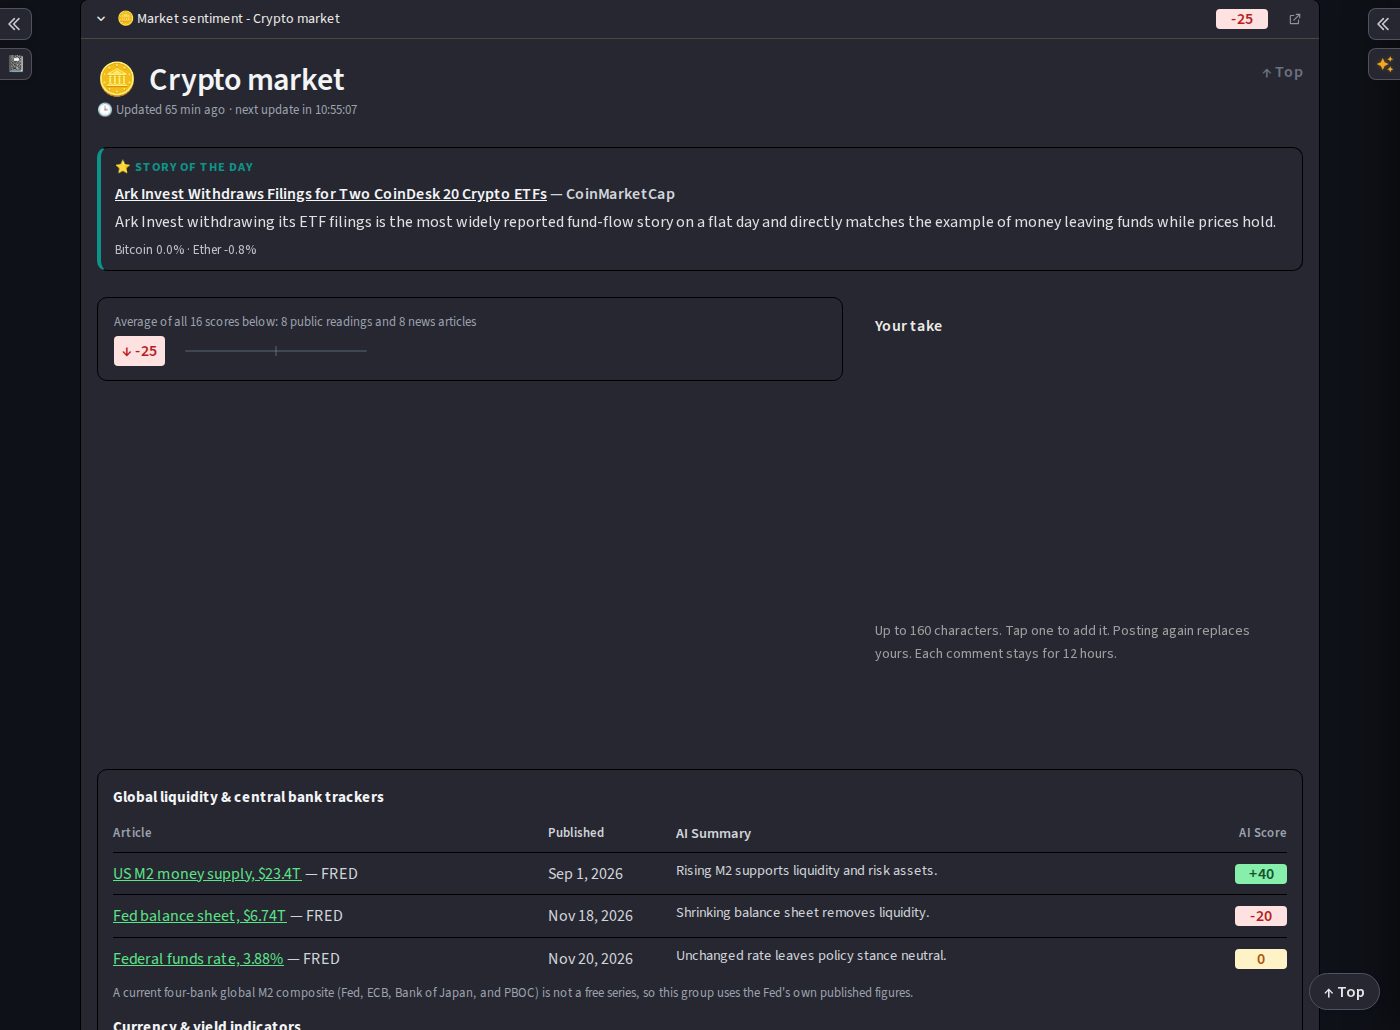 Market sentiment - Crypto market
-25
Crypto market
↑ Top
Updated 65 min ago · next update in 10:55:07
STORY OF THE DAY
Ark Invest Withdraws Filings for Two CoinDesk 20 Crypto ETFs — CoinMarketCap
Ark Invest withdrawing its ETF filings is the most widely reported fund-flow story on a flat day and directly matches the example of money leaving funds while prices hold.
Bitcoin 0.0% · Ether -0.8%
Average of all 16 scores below: 8 public readings and 8 news articles
↓ -25
Your take
Up to 160 characters. Tap one to add it. Posting again replaces
yours. Each comment stays for 12 hours.
Global liquidity & central bank trackers
Article Published AI Summary AI Score
US M2 money supply, $23.4T — FRED Sep 1, 2026 Rising M2 supports liquidity and risk assets. +40
Fed balance sheet, $6.74T — FRED Nov 18, 2026 Shrinking balance sheet removes liquidity. -20
Federal funds rate, 3.88% — FRED Nov 20, 2026 Unchanged rate leaves policy stance neutral. 0
A current four-bank global M2 composite (Fed, ECB, Bank of Japan, and PBOC) is not a free series, so this group uses the Fed's own published figures.
↑ Top
Currency & yield indicators